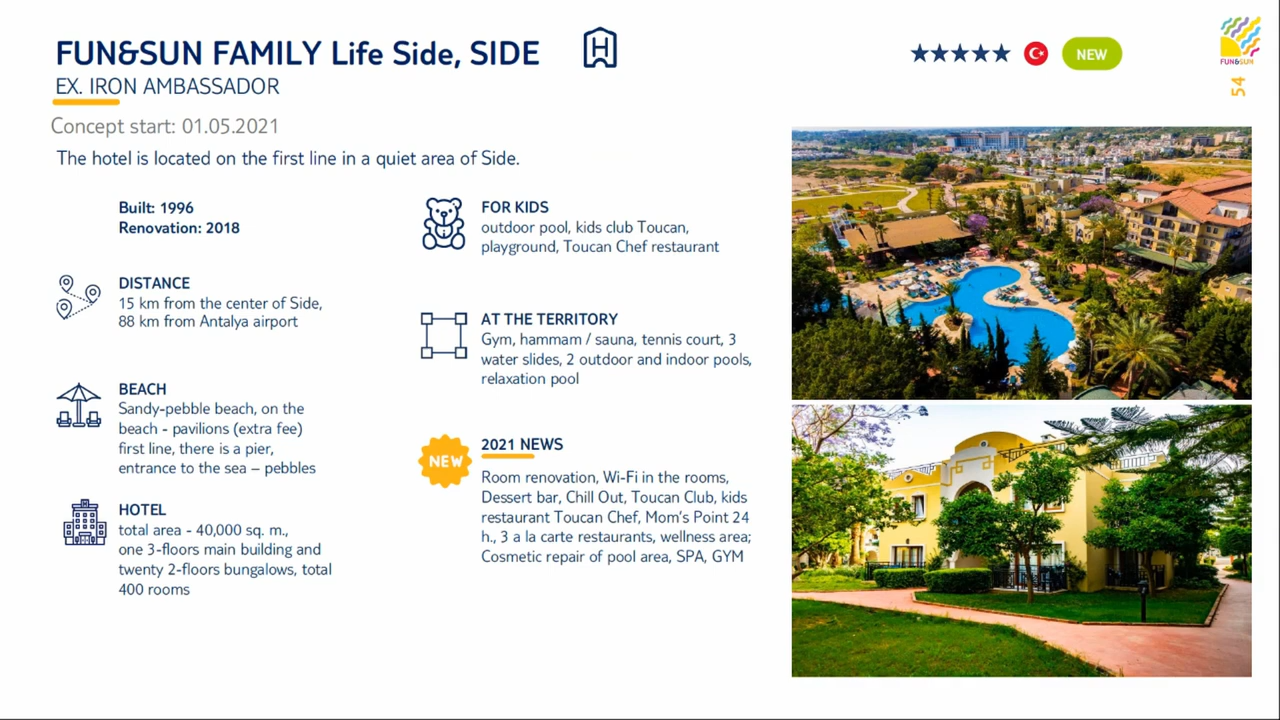 FUN&SUN FAMILY Life Side, SIDE
H
EX. IRON AMBASSADOR
NEW
FUN&SUN
54
Concept start: 01.05.2021
The hotel is located on the first line in a quiet area of Side.
Built: 1996
Renovation: 2018
DISTANCE
15 km from the center of Side,
88 km from Antalya airport
BEACH
Sandy-pebble beach, on the
beach - pavilions (extra fee)
first line, there is a pier,
entrance to the sea – pebbles
HOTEL
total area - 40,000 sq. m.,
one 3-floors main building and
twenty 2-floors bungalows, total
400 rooms
FOR KIDS
outdoor pool, kids club Toucan,
playground, Toucan Chef restaurant
AT THE TERRITORY
Gym, hammam / sauna, tennis court, 3
water slides, 2 outdoor and indoor pools,
relaxation pool
NEW
2021 NEWS
Room renovation, Wi-Fi in the rooms,
Dessert bar, Chill Out, Toucan Club, kids
restaurant Toucan Chef, Mom's Point 24
h., 3 a la carte restaurants, wellness area;
Cosmetic repair of pool area, SPA, GYM